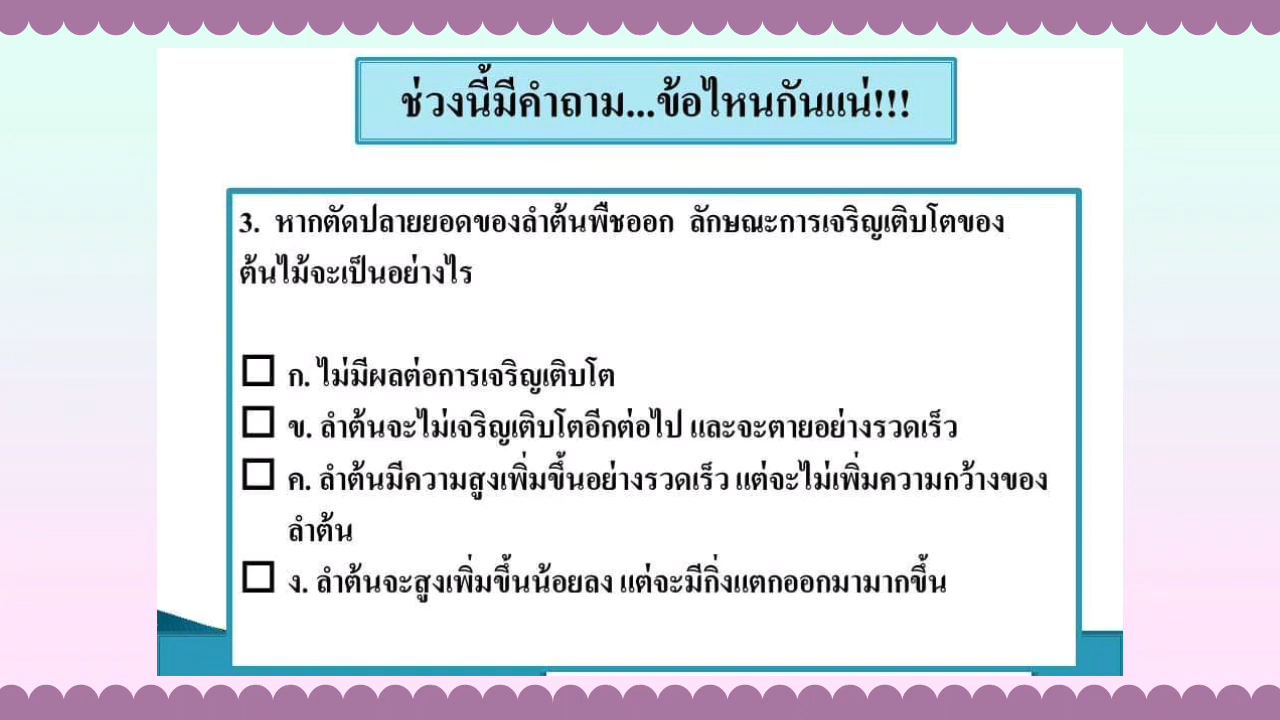 ช่วงนี้มีคำถาม...ข้อไหนกันแน่!!!
3. หากตัดปลายยอดของลำต้นพืชออก ลักษณะการเจริญเติบโตของ
ต้นไม้จะเป็นอย่างไร
ก. ไม่มีผลต่อการเจริญเติบโต
ข. ลำต้นจะไม่เจริญเติบโตอีกต่อไป และจะตายอย่างรวดเร็ว
ค. ลำต้นมีความสูงเพิ่มขึ้นอย่างรวดเร็ว แต่จะไม่เพิ่มความกว้างของ
ลำต้น
ง. ลำต้นจะสูงเพิ่มขึ้นน้อยลง แต่จะมีกิ่งแตกออกมามากขึ้น